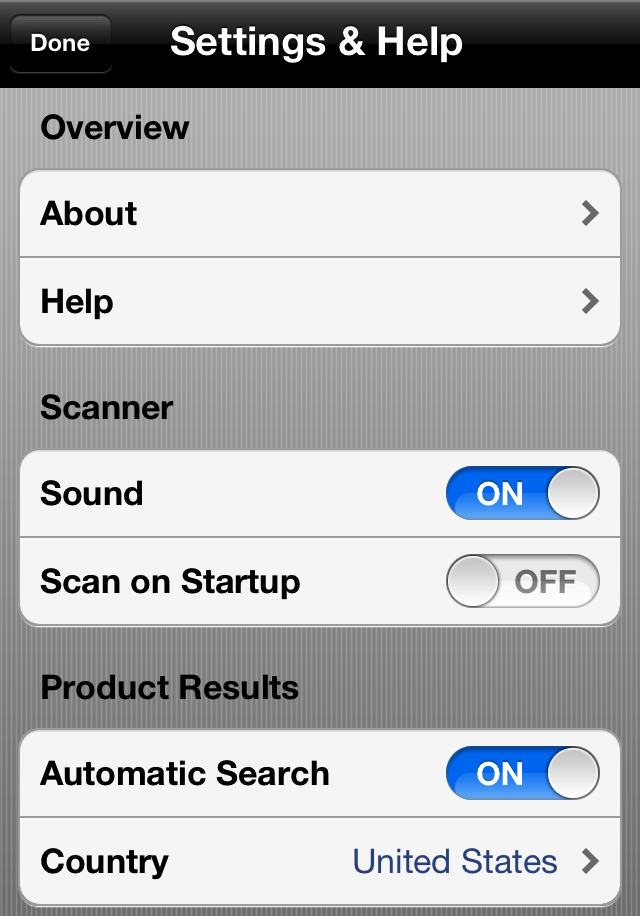 Done
Settings & Help
Overview
About
Help
Scanner
Sound ON
Scan on Startup OFF
Product Results
Automatic Search ON
Country United States